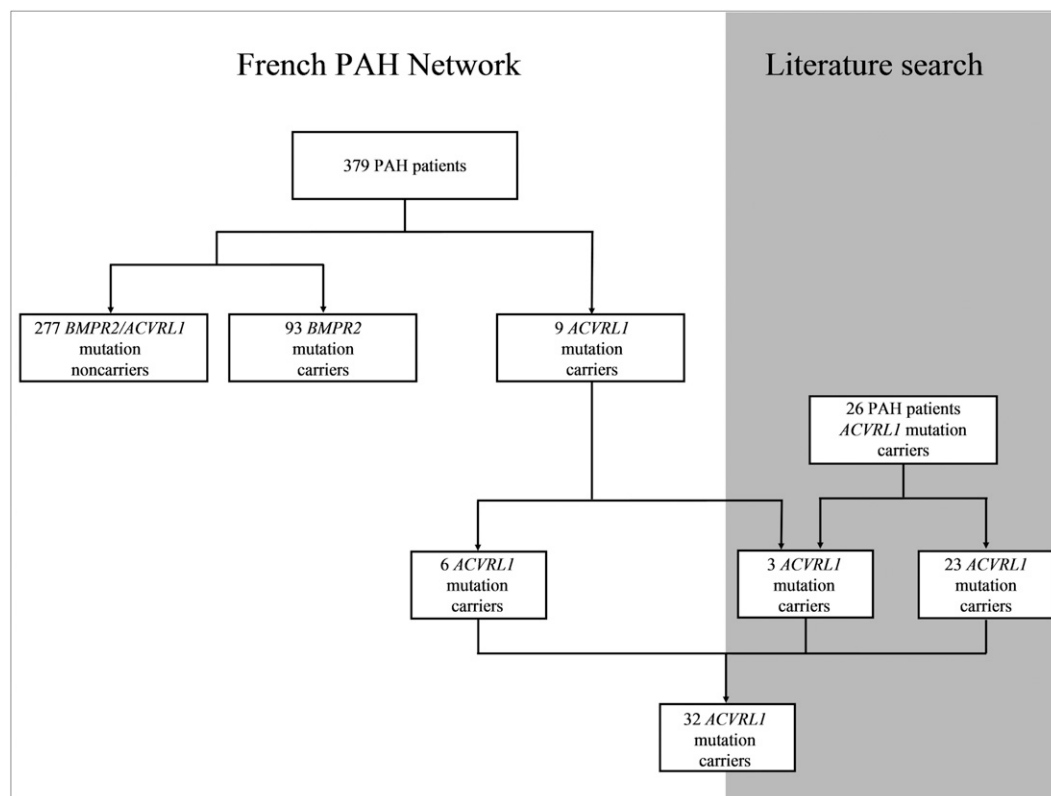 French PAH Network
Literature search
379 PAH patients
277 BMPR2/ACVRL1
mutation
noncarriers
93 BMPR2
mutation
carriers
9 ACVRL1
mutation
carriers
26 PAH patients
ACVRL1 mutation
carriers
6 ACVRL1
mutation
carriers
3 ACVRL1
mutation
carriers
23 ACVRL1
mutation
carriers
32 ACVRL1
mutation
carriers